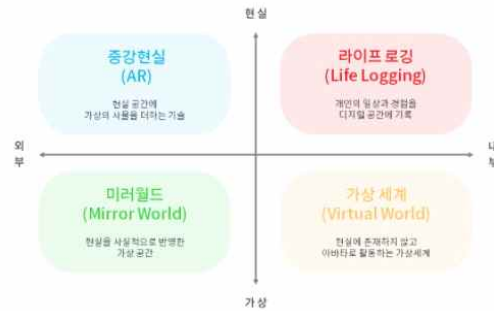 현실
증강현실
(AR)
현실 공간에
가상의 사물을 더하는 기술
라이프 로깅
(Life Logging)
개인의 일상과 경험을
디지털 공간에 기록
외
부
내
부
미러월드
(Mirror World)
현실을 사실적으로 반영한
가상 공간
가상 세계
(Virtual World)
현실에 존재하지 않고
아바타로 활동하는 가상세계
가상